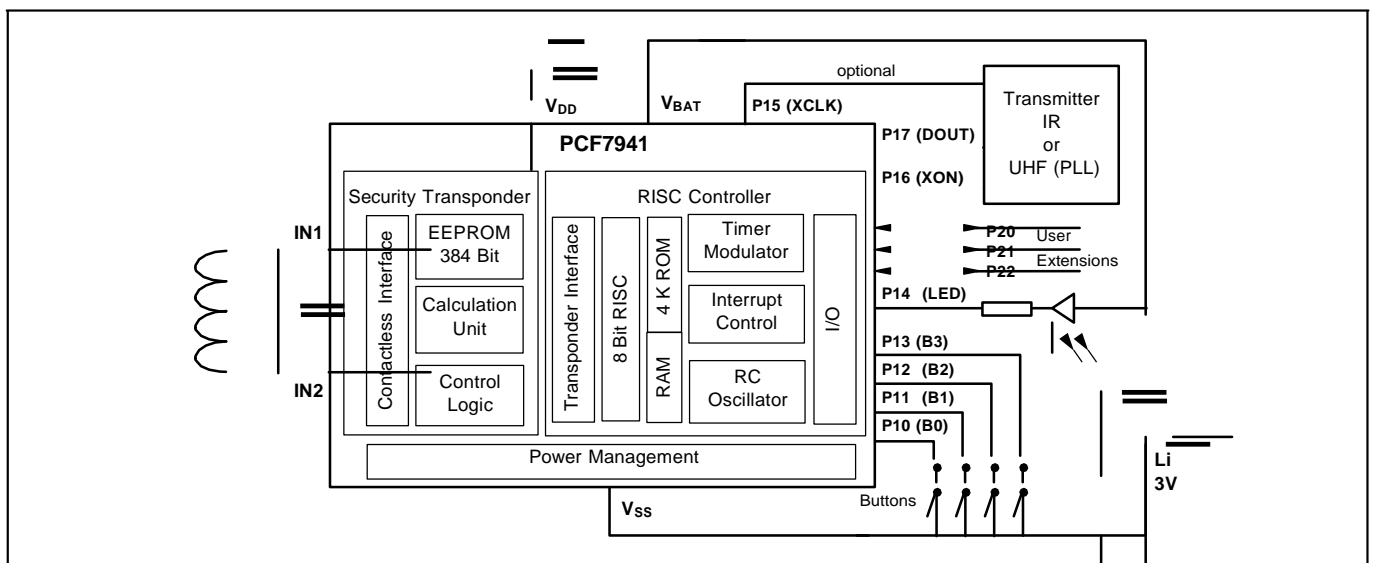 optional
VDD
VBAT
P15 (XCLK)
Transmitter
IR
or
UHF (PLL)
PCF7941
P17 (DOUT)
P16 (XON)
Security Transponder
RISC Controller
IN1
Contactless Interface
EEPROM
384 Bit
Calculation
Unit
Control
Logic
IN2
Transponder Interface
8 Bit RISC
4 K ROM
RAM
Timer
Modulator
Interrupt
Control
RC
Oscillator
I/O
P20
User
P21
Extensions
P22
P14 (LED)
P13 (B3)
P12 (B2)
P11 (B1)
P10 (B0)
Power Management
Li
3V
VSS
Buttons